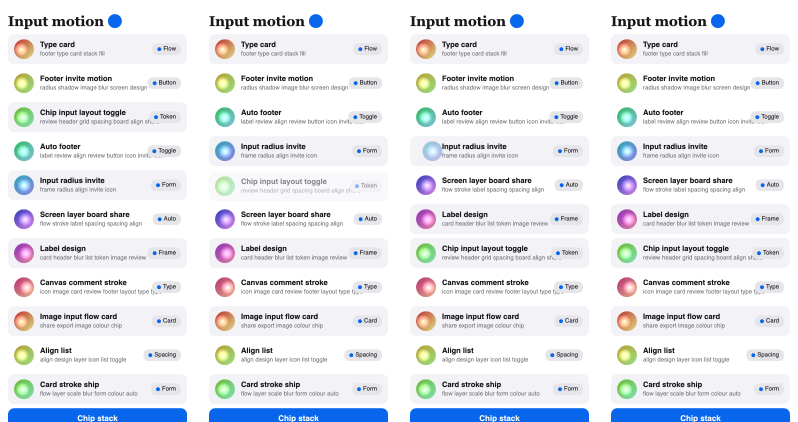 Input motion
Type card
footer type card stack fill
Flow
Footer invite motion
radius shadow image blur screen design
Button
Chip input layout toggle
review header grid spacing board align
Token
Auto footer
label review align review button icon
Toggle
Input radius invite
frame radius align invite icon
Form
Screen layer board share
flow stroke label spacing spacing align
Auto
Label design
card header blur list token image review
Frame
Canvas comment stroke
icon image card review footer layout type
Type
Image input flow card
share export image colour chip
Card
Align list
align design layer icon list toggle
Spacing
Card stroke ship
flow layer scale blur form colour auto
Form
Chip stack
Input motion
Type card
footer type card stack fill
Flow
Footer invite motion
radius shadow image blur screen design
Button
Auto footer
label review align review button icon
Toggle
Input radius invite
frame radius align invite icon
Form
Chip input layout toggle
review header grid spacing board align
Token
Screen layer board share
flow stroke label spacing spacing align
Auto
Label design
card header blur list token image review
Frame
Canvas comment stroke
icon image card review footer layout type
Type
Image input flow card
share export image colour chip
Card
Align list
align design layer icon list toggle
Spacing
Card stroke ship
flow layer scale blur form colour auto
Form
Chip stack
Input motion
Type card
footer type card stack fill
Flow
Footer invite motion
radius shadow image blur screen design
Button
Auto footer
label review align review button icon
Toggle
Input radius invite
frame radius align invite icon
Form
Screen layer board share
flow stroke label spacing spacing align
Auto
Label design
card header blur list token image review
Frame
Chip input layout toggle
review header grid spacing board align
Token
Canvas comment stroke
icon image card review footer layout type
Type
Image input flow card
share export image colour chip
Card
Align list
align design layer icon list toggle
Spacing
Card stroke ship
flow layer scale blur form colour auto
Form
Chip stack
Input motion
Type card
footer type card stack fill
Flow
Footer invite motion
radius shadow image blur screen design
Button
Auto footer
label review align review button icon
Toggle
Input radius invite
frame radius align invite icon
Form
Screen layer board share
flow stroke label spacing spacing align
Auto
Label design
card header blur list token image review
Frame
Chip input layout toggle
review header grid spacing board align
Token
Canvas comment stroke
icon image card review footer layout type
Type
Image input flow card
share export image colour chip
Card
Align list
align design layer icon list toggle
Spacing
Card stroke ship
flow layer scale blur form colour auto
Form
Chip stack